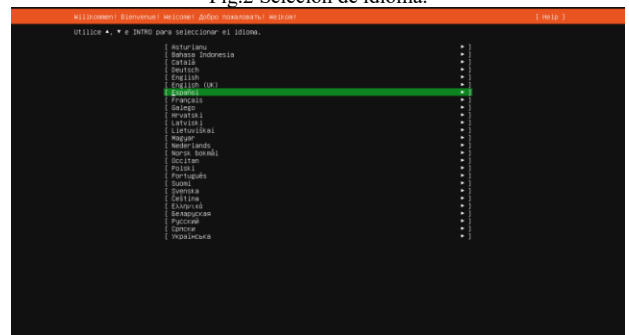 Fig.2 Selección de idioma.
Willkommen! Bienvenue! Welcome! Добро пожаловать! Welkom! [ Help ]
Utilice ▲, ▼ e INTRO para seleccionar el idioma.
[ Asturianu ► ]
[ Bahasa Indonesia ► ]
[ Català ► ]
[ Deutsch ► ]
[ English ► ]
[ English (UK) ► ]
[ Español ► ]
[ Français ► ]
[ Galego ► ]
[ Hrvatski ► ]
[ Latviski ► ]
[ Lietuviškai ► ]
[ Magyar ► ]
[ Nederlands ► ]
[ Norsk bokmål ► ]
[ Occitan ► ]
[ Polski ► ]
[ Português ► ]
[ Suomi ► ]
[ Svenska ► ]
[ Čeština ► ]
[ Ελληνικά ► ]
[ Беларуская ► ]
[ Русский ► ]
[ Српски ► ]
[ Українська ► ]